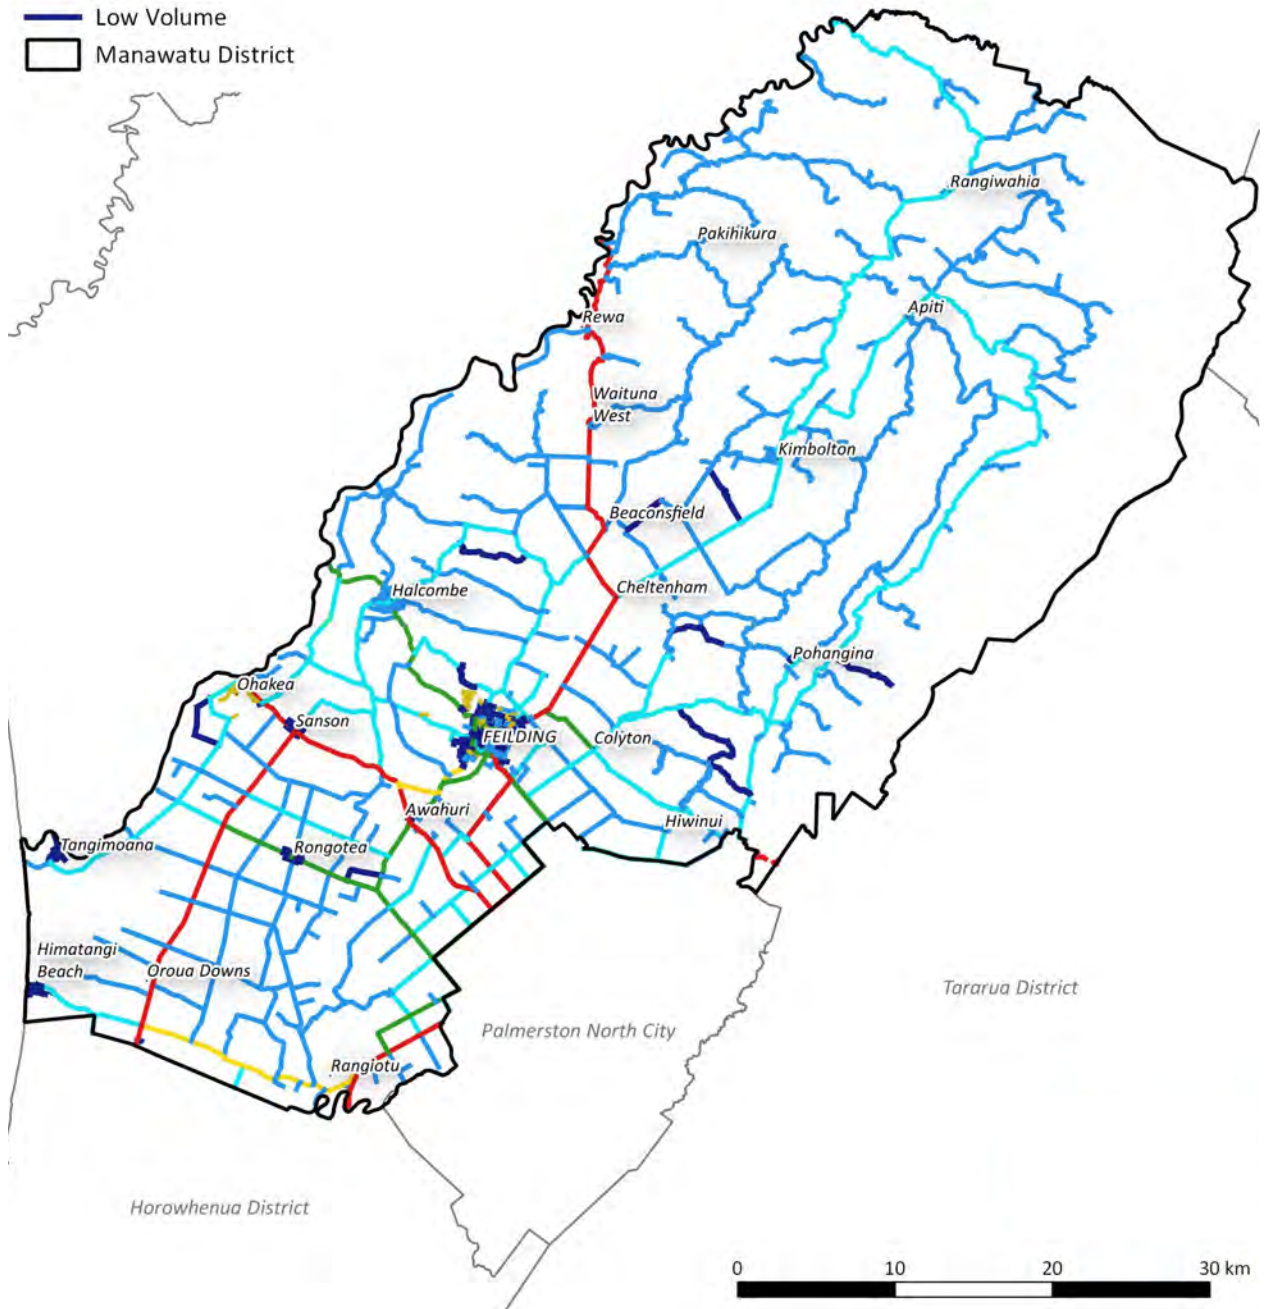 Low Volume
Manawatu District
Rangiwahia
Pakihikura
Apiti
Rewa
Waituna
West
Kimbolton
Beaconsfield
Cheltenham
Halcombe
Pohangina
Ohakea
Sanson
FEILDING
Colyton
Awahuri
Hiwinui
Tangimoana
Rongotea
Himatangi
Beach
Oroua Downs
Tararua District
Palmerston North City
Rangiotu
Horowhenua District
0 10 20 30 km